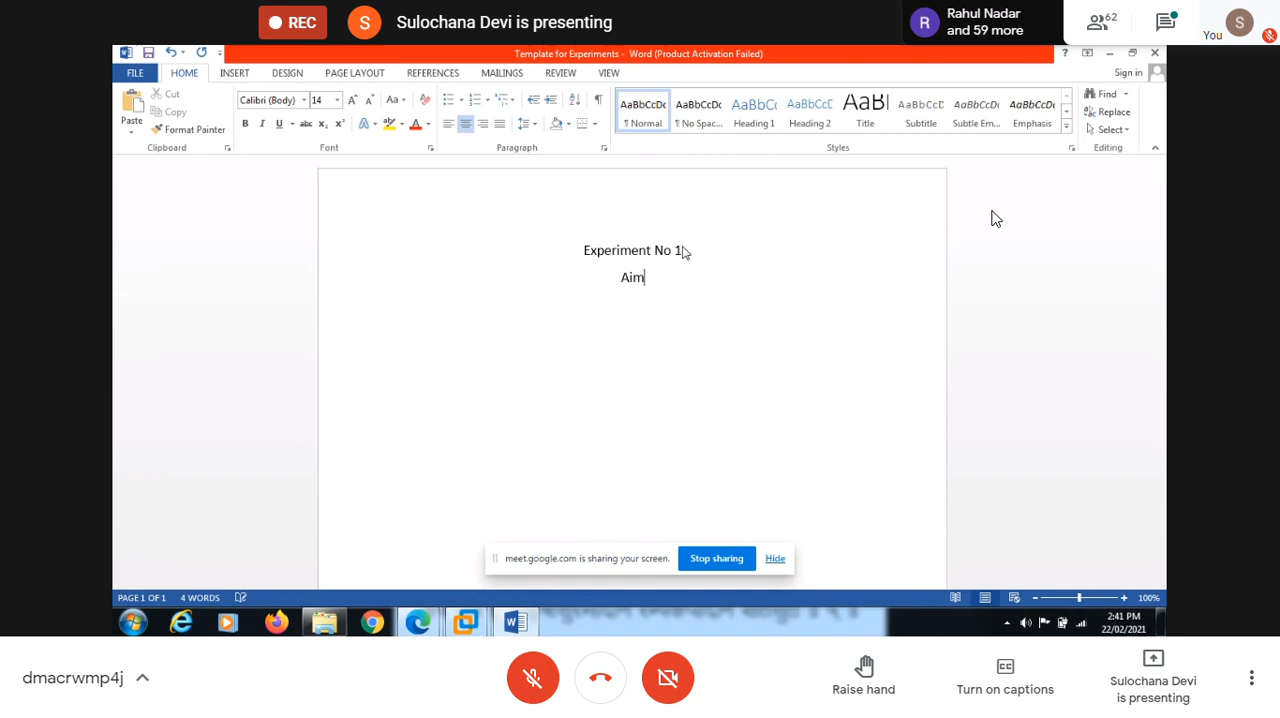 REC
S
Sulochana Devi is presenting
R
Rahul Nadar
and 59 more
62
You
S
Template for Experiments - Word (Product Activation Failed)
FILE HOME INSERT DESIGN PAGE LAYOUT REFERENCES MAILINGS REVIEW VIEW
Sign in
Paste
Cut
Copy
Format Painter
Calibri (Body) 14
Clipboard
Font
Paragraph
AaBbCcDc AaBbCcDc AaBbCc AaBbCcC AaBl AaBbCcD AaBbCcDc AaBbCcDc
¶ Normal ¶ No Spac... Heading 1 Heading 2 Title Subtitle Subtle Em... Emphasis
Styles
Find
Replace
Select
Editing
Experiment No 1
Aim
meet.google.com is sharing your screen.
Stop sharing
Hide
PAGE 1 OF 1 4 WORDS
100%
2:41 PM
22/02/2021
dmacrwmp4j
Raise hand
Turn on captions
Sulochana Devi
is presenting